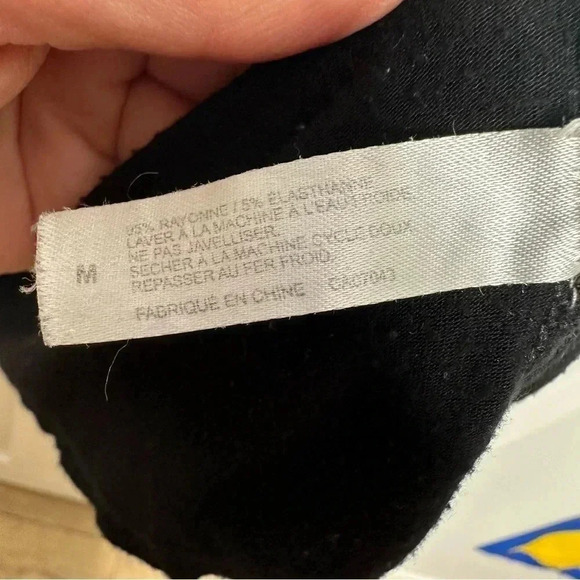 M
95% RAYONNE / 5% ÉLASTHANNE
LAVER À LA MACHINE À L'EAU FROIDE
NE PAS JAVELLISER.
SÉCHER À LA MACHINE CYCLE DOUX.
REPASSER AU FER FROID.
FABRIQUÉ EN CHINE CA07043